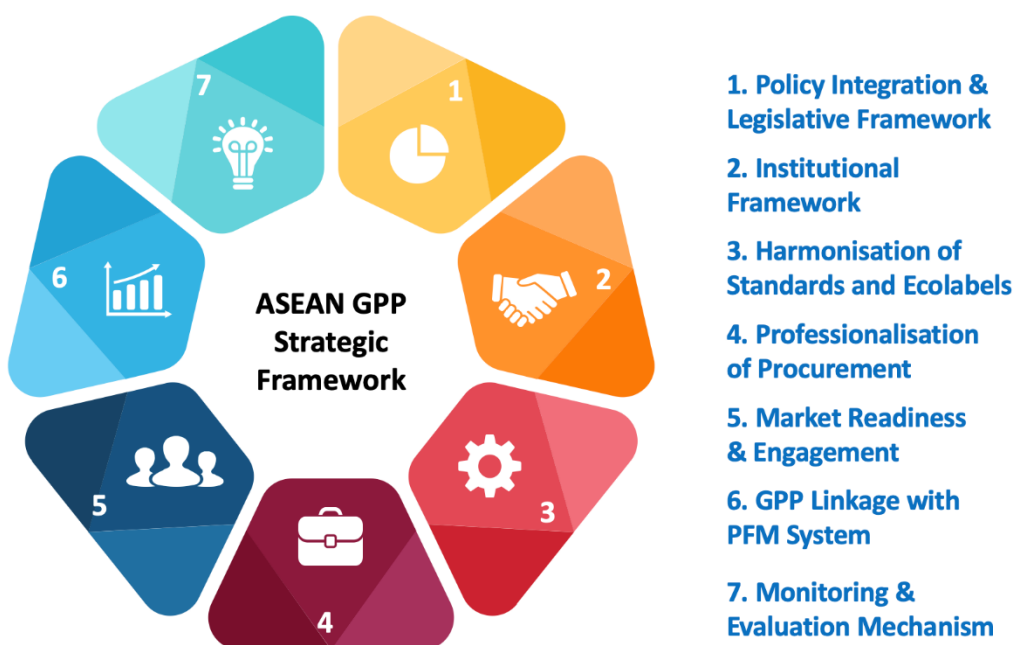 7
1
6
2
ASEAN GPP
Strategic
Framework
5
3
4
1. Policy Integration &
Legislative Framework
2. Institutional
Framework
3. Harmonisation of
Standards and Ecolabels
4. Professionalisation
of Procurement
5. Market Readiness
& Engagement
6. GPP Linkage with
PFM System
7. Monitoring &
Evaluation Mechanism